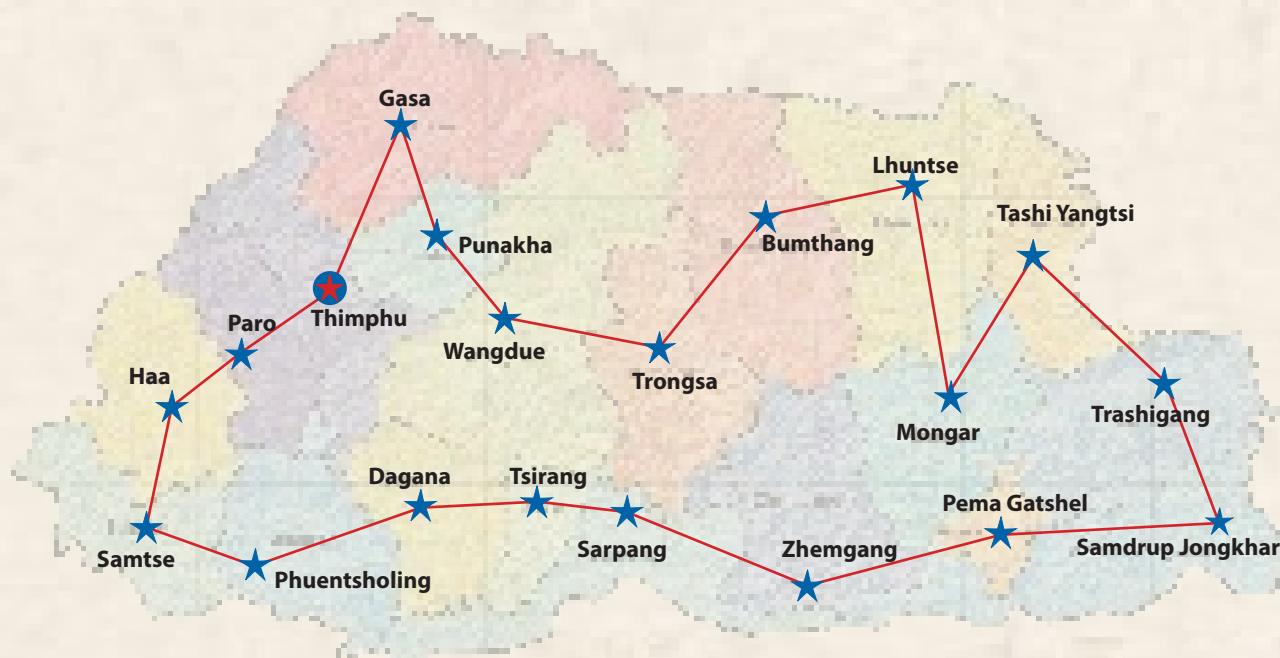 Gasa
Lhuntse
Tashi Yangtsi
Punakha
Bumthang
Thimphu
Paro
Wangdue
Haa
Trongsa
Trashigang
Mongar
Dagana
Tsirang
Pema Gatshel
Sarpang
Zhemgang
Samdrup Jongkhar
Samtse
Phuentsholing